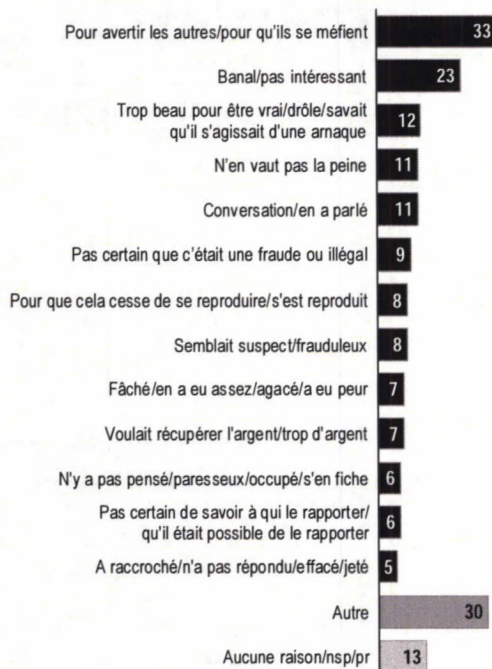 Pour avertir les autres/pour qu'ils se méfient 33
Banal/pas intéressant 23
Trop beau pour être vrai/drôle/savait
qu'il s'agissait d'une arnaque 12
N'en vaut pas la peine 11
Conversation/en a parlé 11
Pas certain que c'était une fraude ou illégal 9
Pour que cela cesse de se reproduire/s'est reproduit 8
Semblait suspect/frauduleux 8
Fâché/en a eu assez/agacé/a eu peur 7
Voulait récupérer l'argent/trop d'argent 7
N'y a pas pensé/paresseux/occupé/s'en fiche 6
Pas certain de savoir à qui le rapporter/
qu'il était possible de le rapporter 6
A raccroché/n'a pas répondu/effacé/jeté 5
Autre 30
Aucune raison/nsp/pr 13